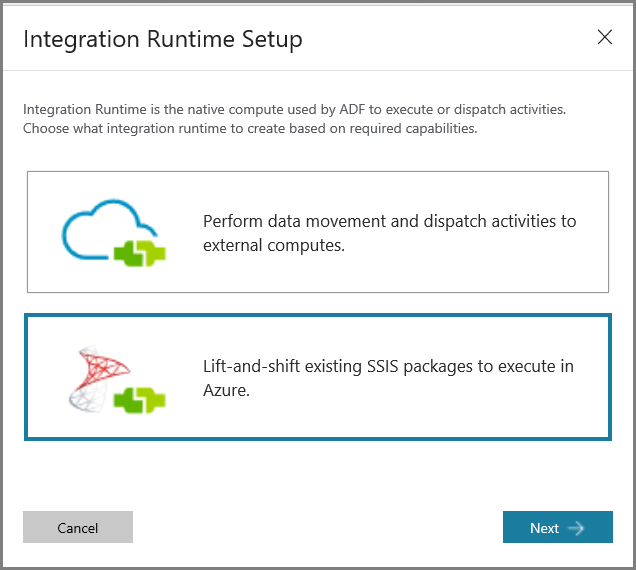 Integration Runtime Setup
Integration Runtime is the native compute used by ADF to execute or dispatch activities.
Choose what integration runtime to create based on required capabilities.
Perform data movement and dispatch activities to
external computes.
Lift-and-shift existing SSIS packages to execute in
Azure.
Cancel
Next